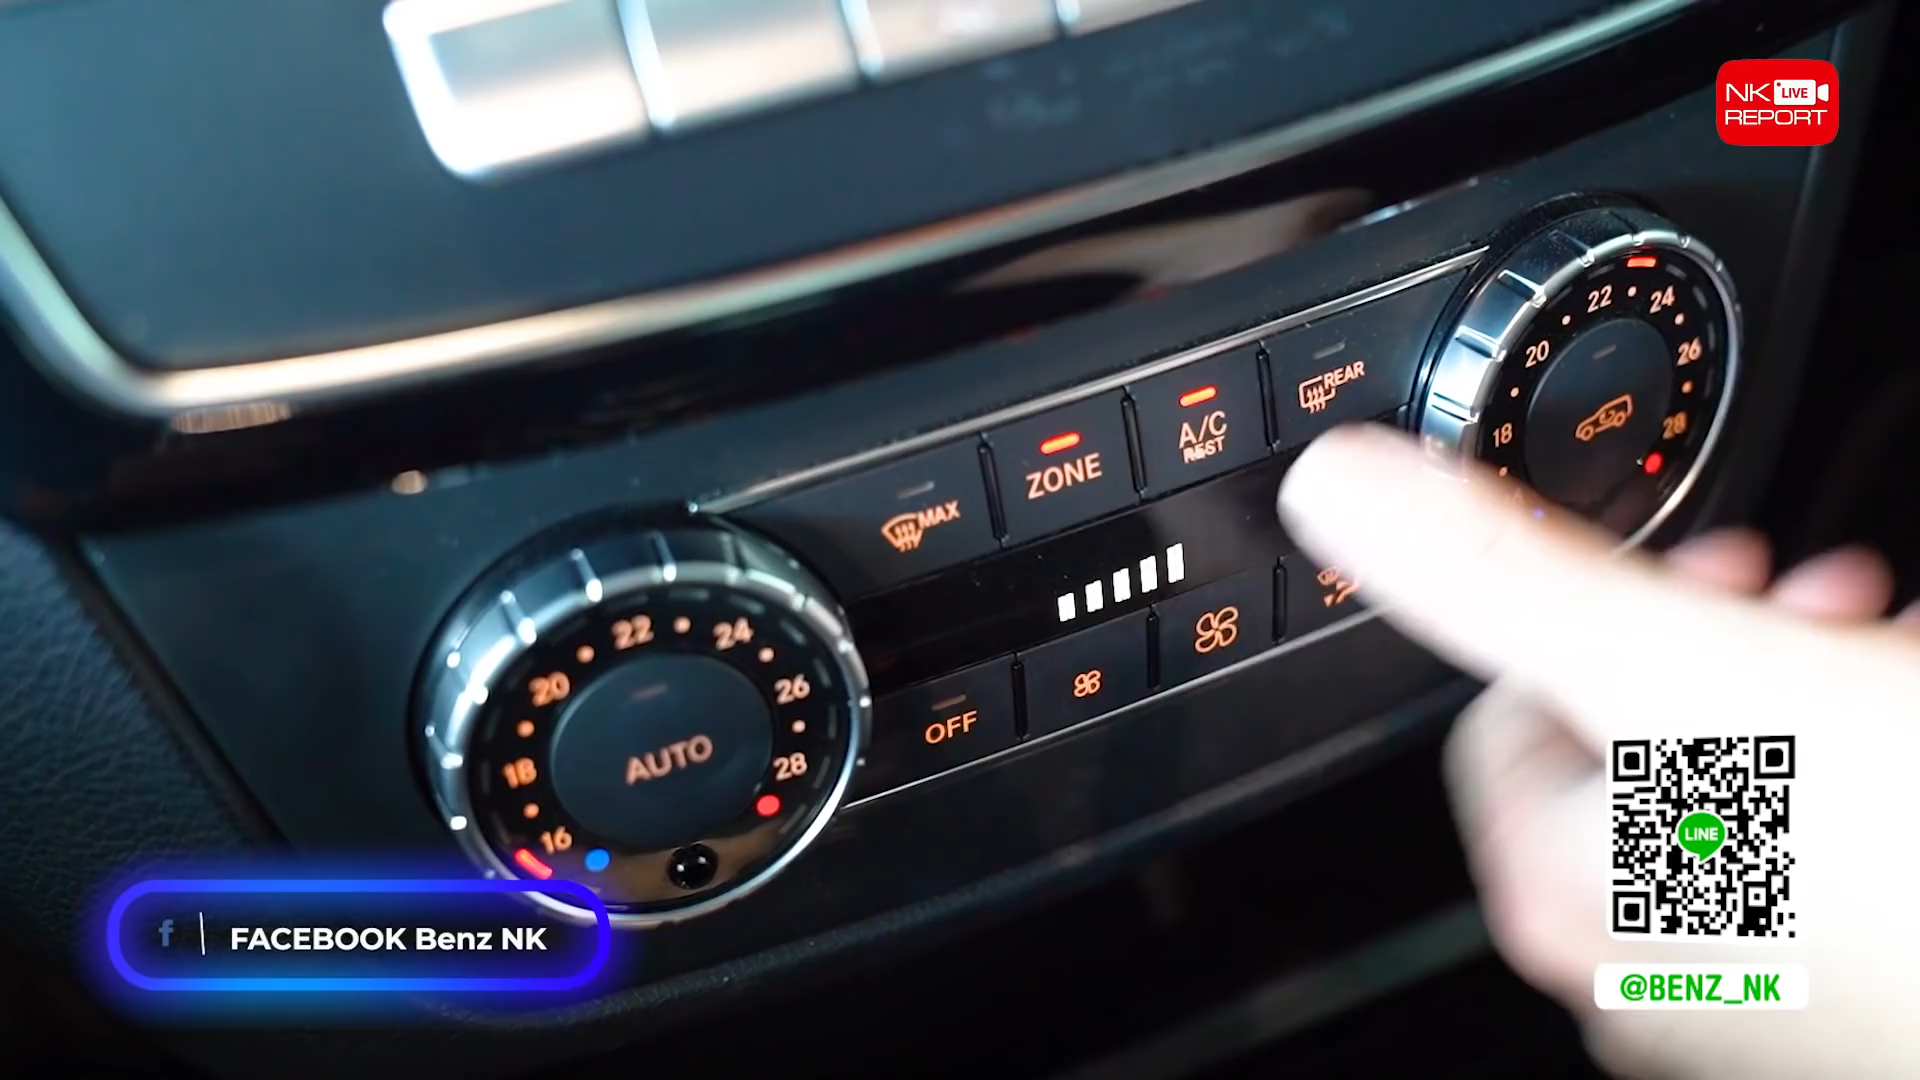 NK LIVE
REPORT
22 24
20 26
18 28
REAR
A/C
REST
ZONE
MAX
22 24
20 26
18 28
16
AUTO
OFF
FACEBOOK Benz NK
LINE
@BENZ_NK